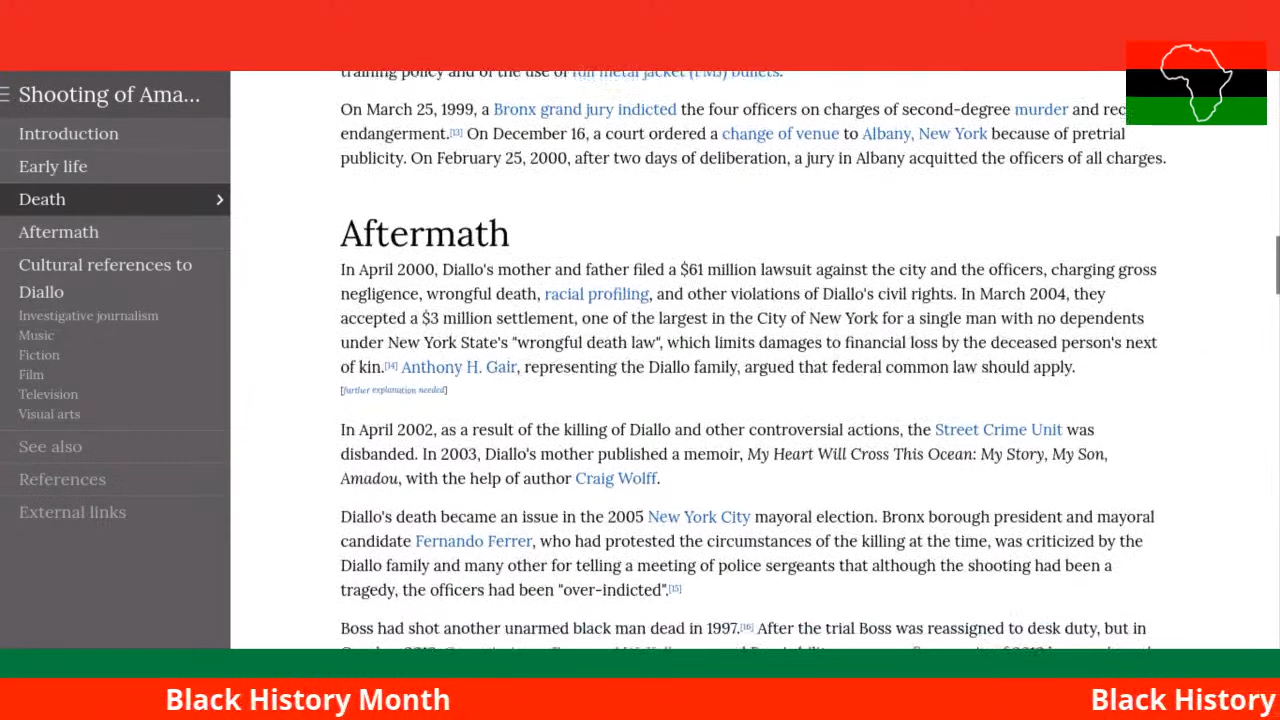 Shooting of Ama...
Introduction
Early life
Death
Aftermath
Cultural references to
Diallo
Investigative journalism
Music
Fiction
Film
Television
Visual arts
See also
References
External links
training policy and of the use of full metal jacket (FMJ) bullets.
On March 25, 1999, a Bronx grand jury indicted the four officers on charges of second-degree murder and
endangerment.[13] On December 16, a court ordered a change of venue to Albany, New York because of pretrial
publicity. On February 25, 2000, after two days of deliberation, a jury in Albany acquitted the officers of all charges.
Aftermath
In April 2000, Diallo's mother and father filed a $61 million lawsuit against the city and the officers, charging gross
negligence, wrongful death, racial profiling, and other violations of Diallo's civil rights. In March 2004, they
accepted a $3 million settlement, one of the largest in the City of New York for a single man with no dependents
under New York State's "wrongful death law", which limits damages to financial loss by the deceased person's next
of kin.[14] Anthony H. Gair, representing the Diallo family, argued that federal common law should apply.
[further explanation needed]
In April 2002, as a result of the killing of Diallo and other controversial actions, the Street Crime Unit was
disbanded. In 2003, Diallo's mother published a memoir, My Heart Will Cross This Ocean: My Story, My Son,
Amadou, with the help of author Craig Wolff.
Diallo's death became an issue in the 2005 New York City mayoral election. Bronx borough president and mayoral
candidate Fernando Ferrer, who had protested the circumstances of the killing at the time, was criticized by the
Diallo family and many other for telling a meeting of police sergeants that although the shooting had been a
tragedy, the officers had been "over-indicted".[15]
Boss had shot another unarmed black man dead in 1997.[16] After the trial Boss was reassigned to desk duty, but in
Black History Month
Black History